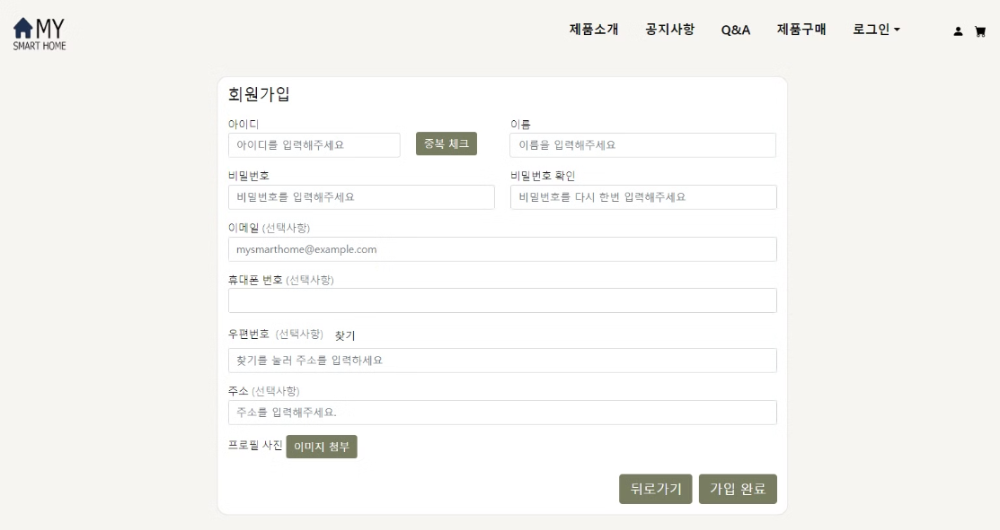 MY
SMART HOME
제품소개 공지사항 Q&A 제품구매 로그인
회원가입
아이디 이름
아이디를 입력해주세요 중복 체크 이름을 입력해주세요
비밀번호 비밀번호 확인
비밀번호를 입력해주세요 비밀번호를 다시 한번 입력해주세요
이메일 (선택사항)
mysmarthome@example.com
휴대폰 번호 (선택사항)
우편번호 (선택사항) 찾기
찾기를 눌러 주소를 입력하세요
주소 (선택사항)
주소를 입력해주세요.
프로필 사진 이미지 첨부
뒤로가기 가입 완료